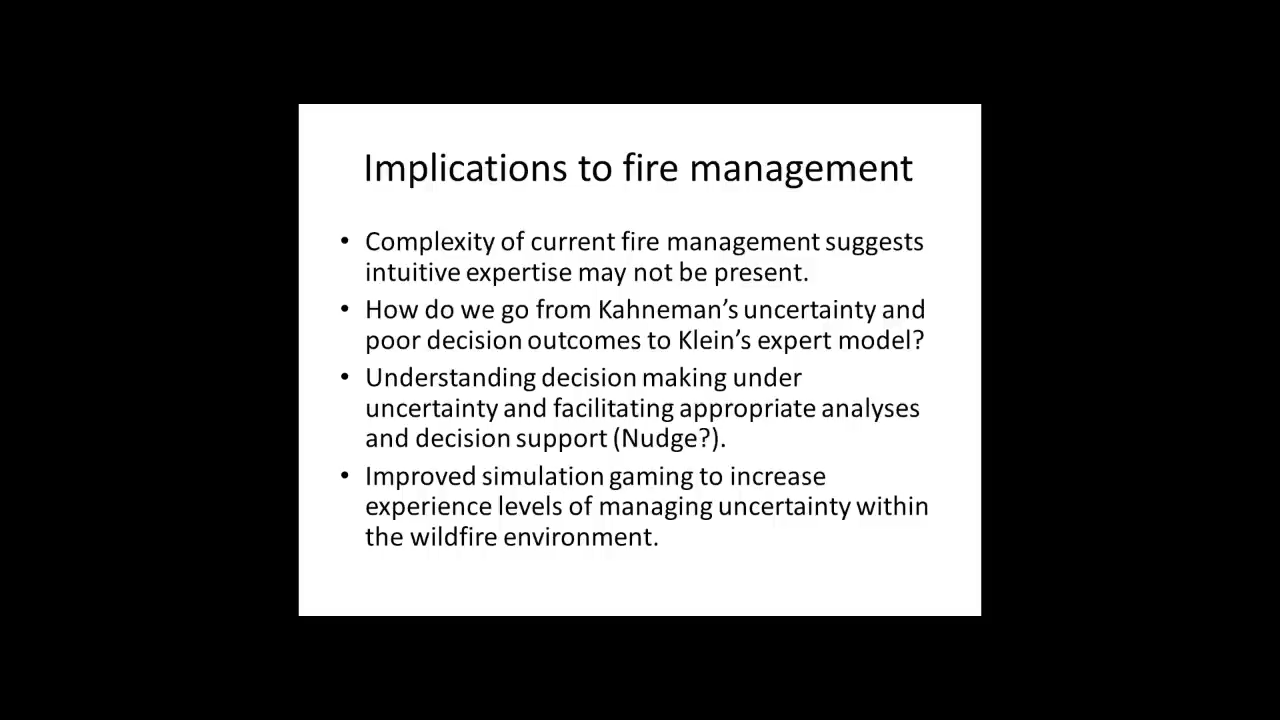 Implications to fire management
• Complexity of current fire management suggests
intuitive expertise may not be present.
• How do we go from Kahneman's uncertainty and
poor decision outcomes to Klein's expert model?
• Understanding decision making under
uncertainty and facilitating appropriate analyses
and decision support (Nudge?).
• Improved simulation gaming to increase
experience levels of managing uncertainty within
the wildfire environment.